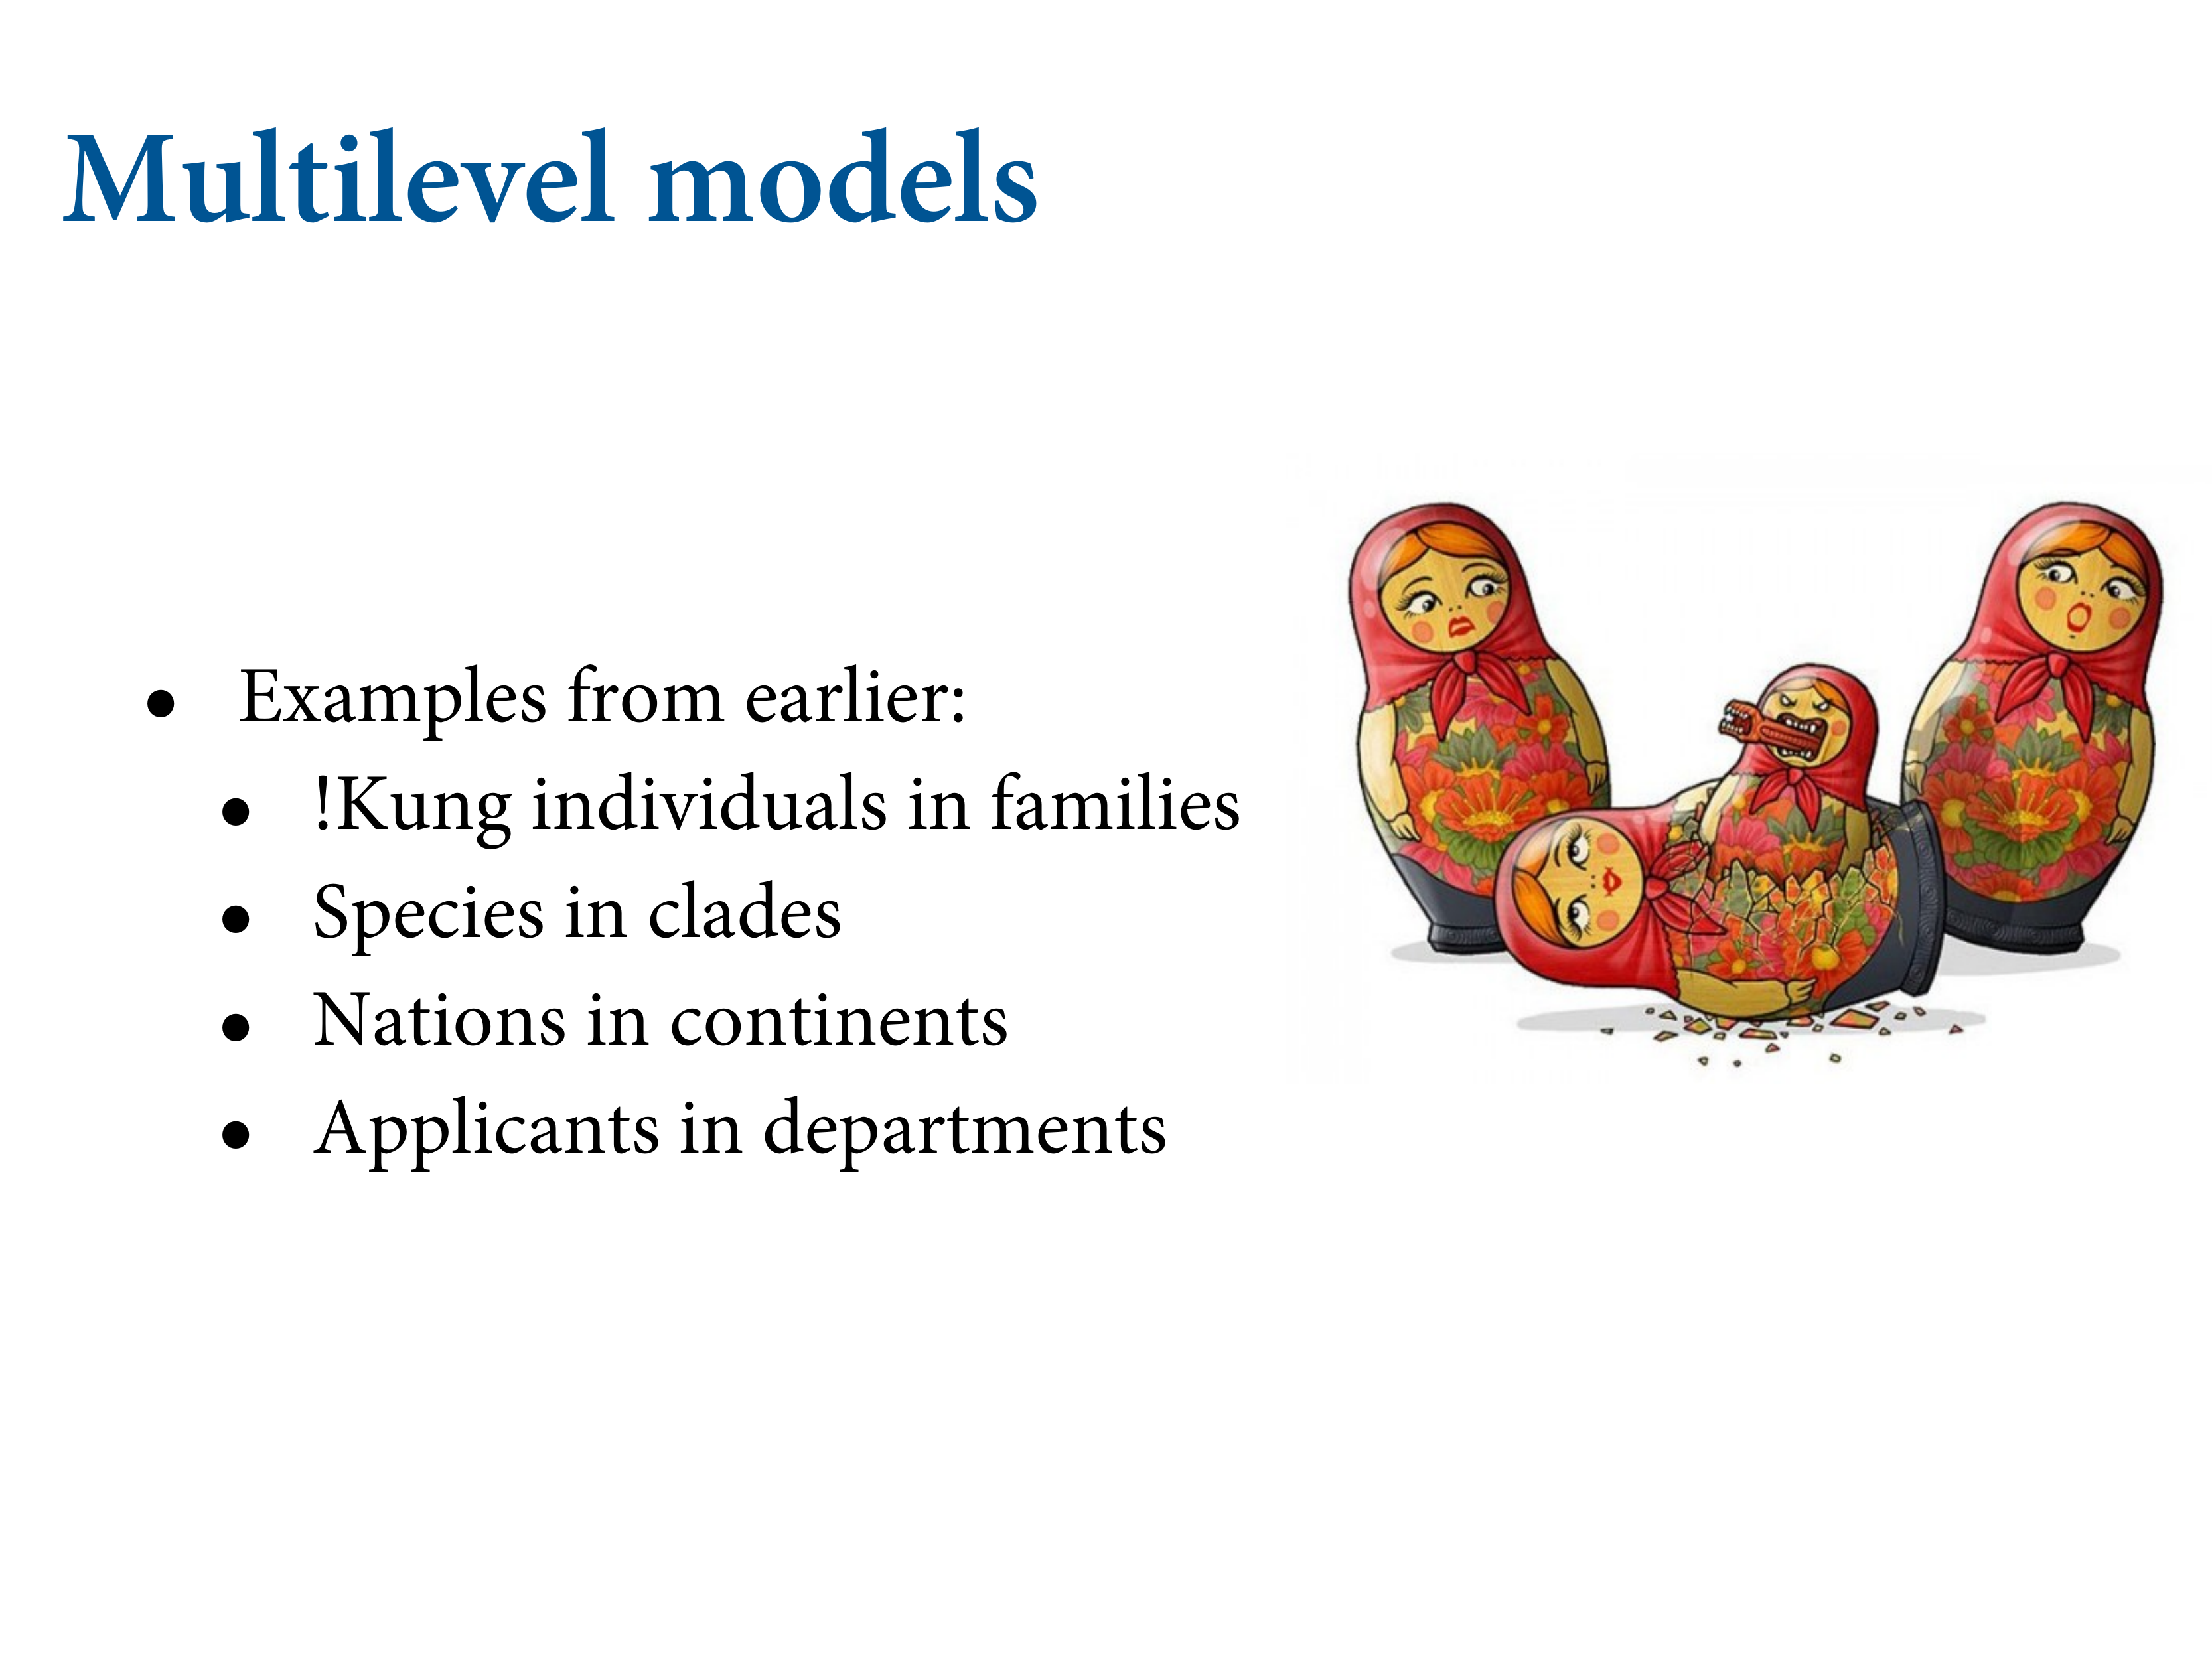 Multilevel models
• Examples from earlier:
• !Kung individuals in families
• Species in clades
• Nations in continents
• Applicants in departments